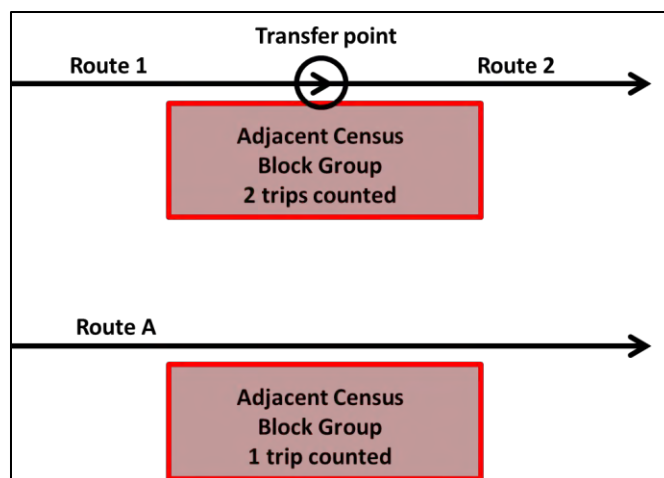 Transfer point
Route 1
Route 2
Adjacent Census
Block Group
2 trips counted
Route A
Adjacent Census
Block Group
1 trip counted